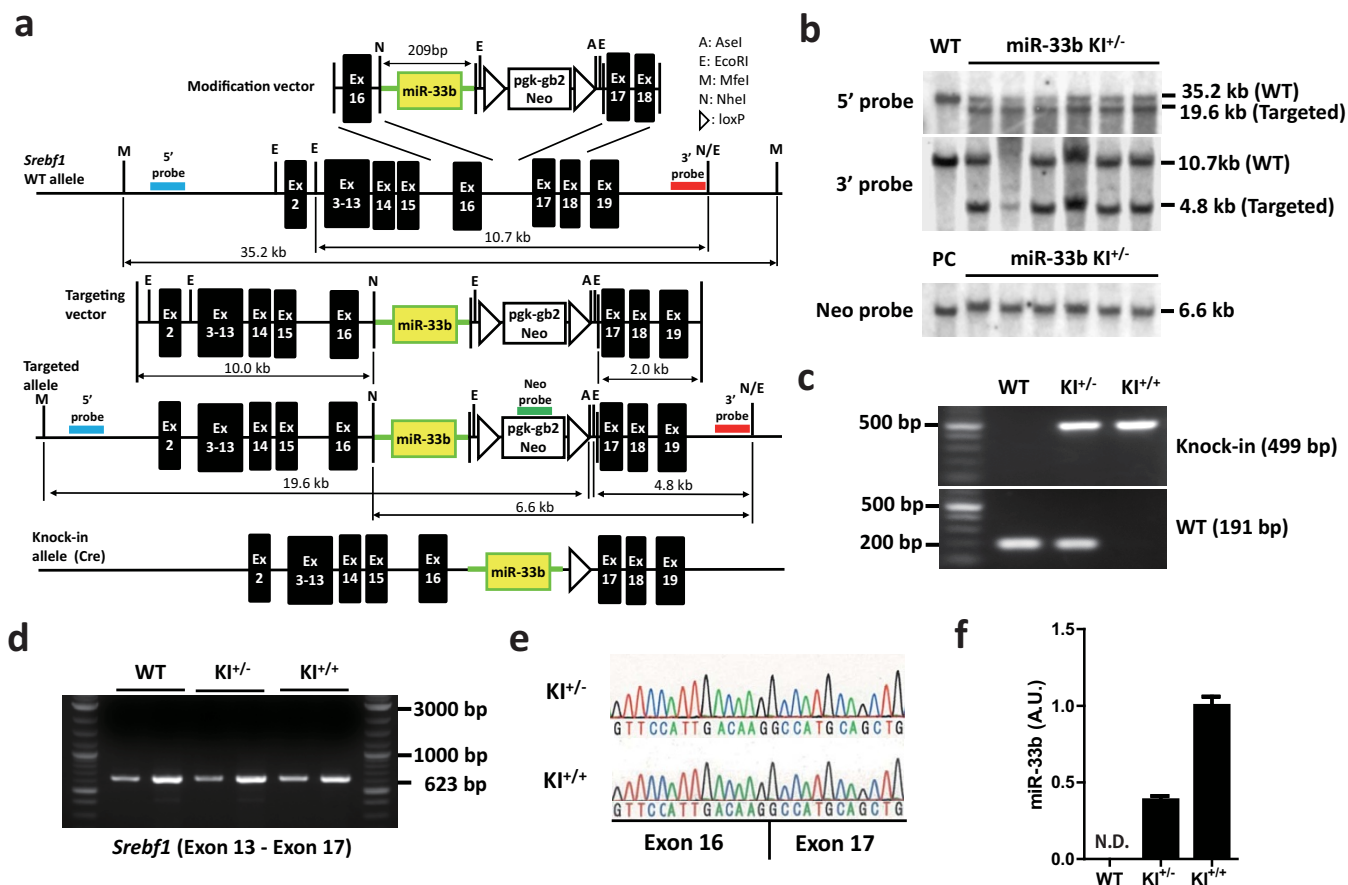 a
Modification vector
N
209bp
E
A E
Ex 16
miR-33b
pgk-gb2 Neo
Ex 17
Ex 18
A: AseI
E: EcoRI
M: MfeI
N: NheI
: loxP
Srebf1 WT allele
M
5' probe
E
E
3' probe
N/E
M
Ex 2
Ex 3-13
Ex 14
Ex 15
Ex 16
Ex 17
Ex 18
Ex 19
10.7 kb
35.2 kb
Targeting vector
E
E
N
E
A E
Ex 2
Ex 3-13
Ex 14
Ex 15
Ex 16
miR-33b
pgk-gb2 Neo
Ex 17
Ex 18
Ex 19
10.0 kb
2.0 kb
Targeted allele
M
5' probe
N
E
Neo probe
A E
3' probe
N/E
Ex 2
Ex 3-13
Ex 14
Ex 15
Ex 16
miR-33b
pgk-gb2 Neo
Ex 17
Ex 18
Ex 19
19.6 kb
4.8 kb
6.6 kb
Knock-in allele (Cre)
Ex 2
Ex 3-13
Ex 14
Ex 15
Ex 16
miR-33b
Ex 17
Ex 18
Ex 19
b
WT miR-33b KI+/-
5' probe
35.2 kb (WT)
19.6 kb (Targeted)
3' probe
10.7kb (WT)
4.8 kb (Targeted)
PC miR-33b KI+/-
Neo probe
6.6 kb
c
WT KI+/- KI+/+
500 bp
Knock-in (499 bp)
500 bp
200 bp
WT (191 bp)
d
WT KI+/- KI+/+
3000 bp
1000 bp
623 bp
Srebf1 (Exon 13 - Exon 17)
e
KI+/-
GTTCCATTGACAAGGCCATGCAGCTG
KI+/+
GTTCCATTGACAAGGCCATGCAGCTG
Exon 16 Exon 17
f
miR-33b (A.U.)
1.5
1.0
0.5
0.0
N.D.
WT KI+/- KI+/+